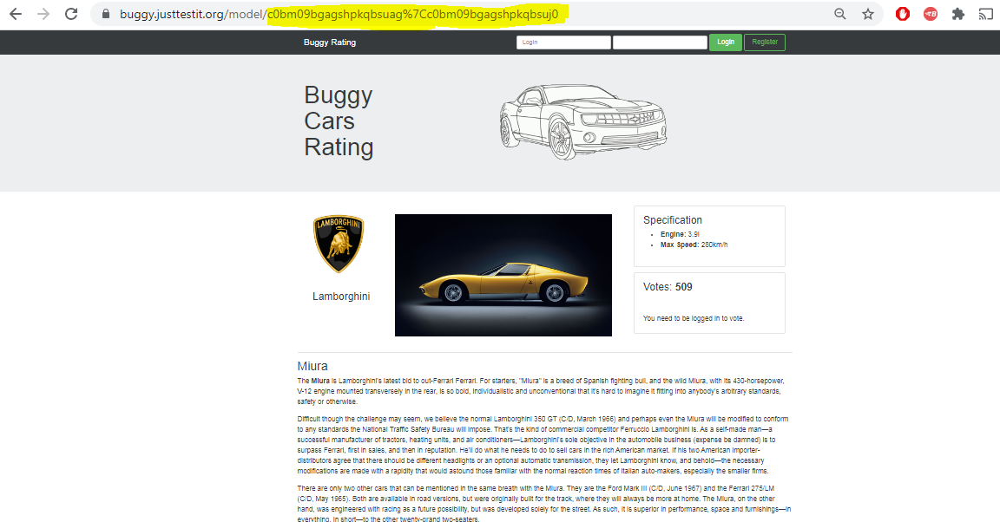 buggy.justtestit.org/model/c0bm09bgagshpkqbsuag%7Cc0bm09bgagshpkqbsuj0
Buggy Rating
Login
Login
Register
Buggy
Cars
Rating
LAMBORGHINI
Lamborghini
Specification
Engine: 3.9l
Max Speed: 280km/h
Votes: 509
You need to be logged in to vote.
Miura
The Miura is Lamborghini's latest bid to out-Ferrari Ferrari. For starters, "Miura" is a breed of Spanish fighting bull, and the wild Miura, with its 430-horsepower,
V-12 engine mounted transversely in the rear, is so bold, individualistic and unconventional that it's hard to imagine it fitting into anybody's arbitrary standards,
safety or otherwise.
Difficult though the challenge may seem, we believe the normal Lamborghini 350 GT (C/D, March 1966) and perhaps even the Miura will be modified to conform
to any standards the National Traffic Safety Bureau will impose. That's the kind of commercial competitor Ferruccio Lamborghini is. As a self-made man—a
successful manufacturer of tractors, heating units, and air conditioners—Lamborghini's sole objective in the automobile business (expense be damned) is to
surpass Ferrari, first in sales, and then in reputation. He'll do what he needs to do to sell cars in the rich American market. If his two American importer-
distributors agree that there should be different headlights or an optional automatic transmission, they let Lamborghini know, and behold—the necessary
modifications are made with a rapidity that would astound those familiar with the normal reaction times of Italian auto-makers, especially the smaller firms.
There are only two other cars that can be mentioned in the same breath with the Miura. They are the Ford Mark III (C/D, June 1967) and the Ferrari 275/LM
(C/D, May 1965). Both are available in road versions, but were originally built for the track, where they will always be more at home. The Miura, on the other
hand, was engineered with racing as a future possibility, but was developed solely for the street. As such, it is superior in performance, space and furnishings—in
everything, in short—to the other twenty-grand two-seaters.